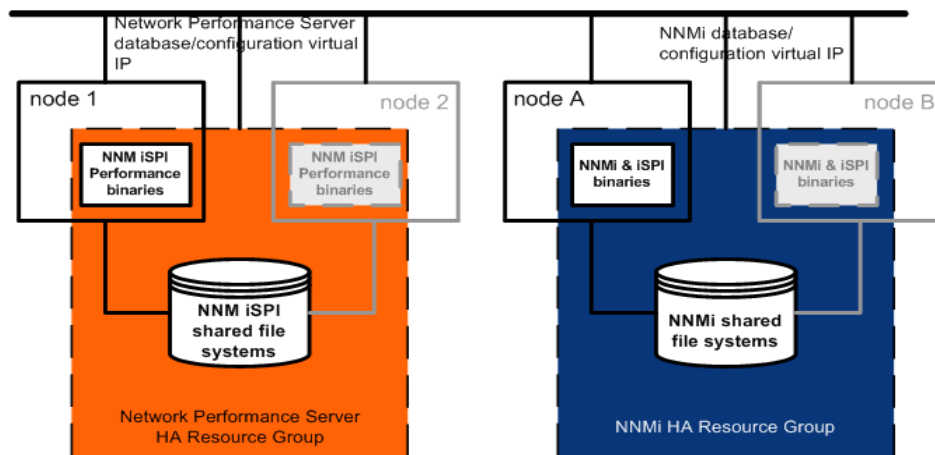 Network Performance Server
database/configuration virtual
IP
NNMi database/
configuration virtual IP
node 1
node 2
node A
node B
NNM iSPI
Performance
binaries
NNM iSPI
Performance
binaries
NNMi & iSPI
binaries
NNMi & iSPI
binaries
NNM iSPI
shared file
systems
NNMi shared
file systems
Network Performance Server
HA Resource Group
NNMi HA Resource Group